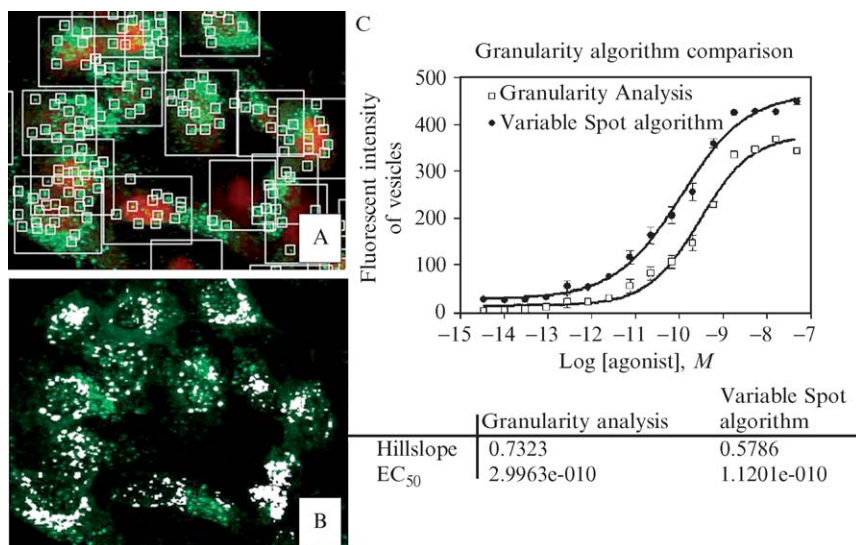 A
B
C
Granularity algorithm comparison
Fluorescent intensity
of vesicles
500
400
300
200
100
0
Granularity Analysis
Variable Spot algorithm
−15 −14 −13 −12 −11 −10 −9 −8 −7
Log [agonist], M
Granularity analysis
Variable Spot
algorithm
Hillslope 0.7323 0.5786
EC50 2.9963e-010 1.1201e-010